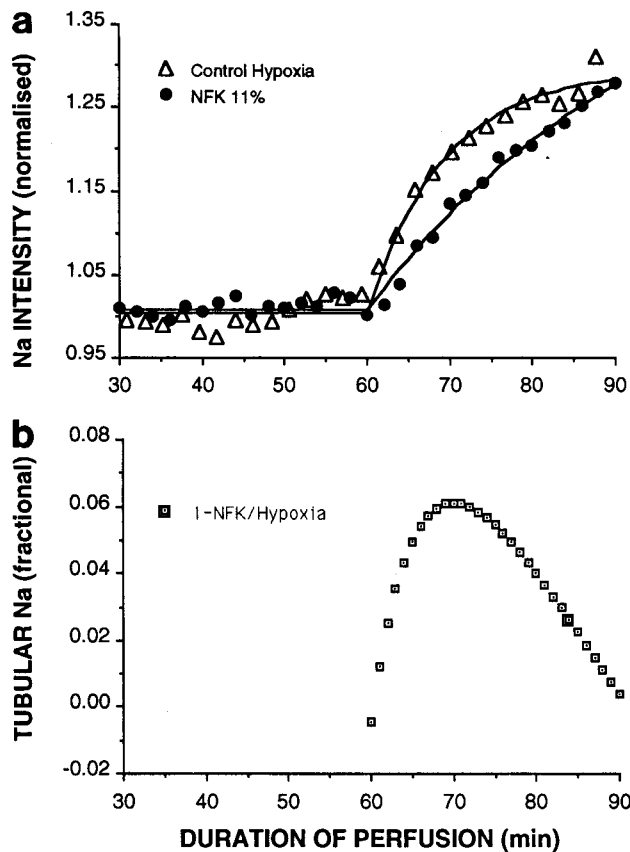 a
Na INTENSITY (normalised)
1.35
1.25
1.15
1.05
0.95
Control Hypoxia
NFK 11%
30 40 50 60 70 80 90
b
TUBULAR Na (fractional)
0.08
0.06
0.04
0.02
0.00
-0.02
1-NFK/Hypoxia
30 40 50 60 70 80 90
DURATION OF PERFUSION (min)